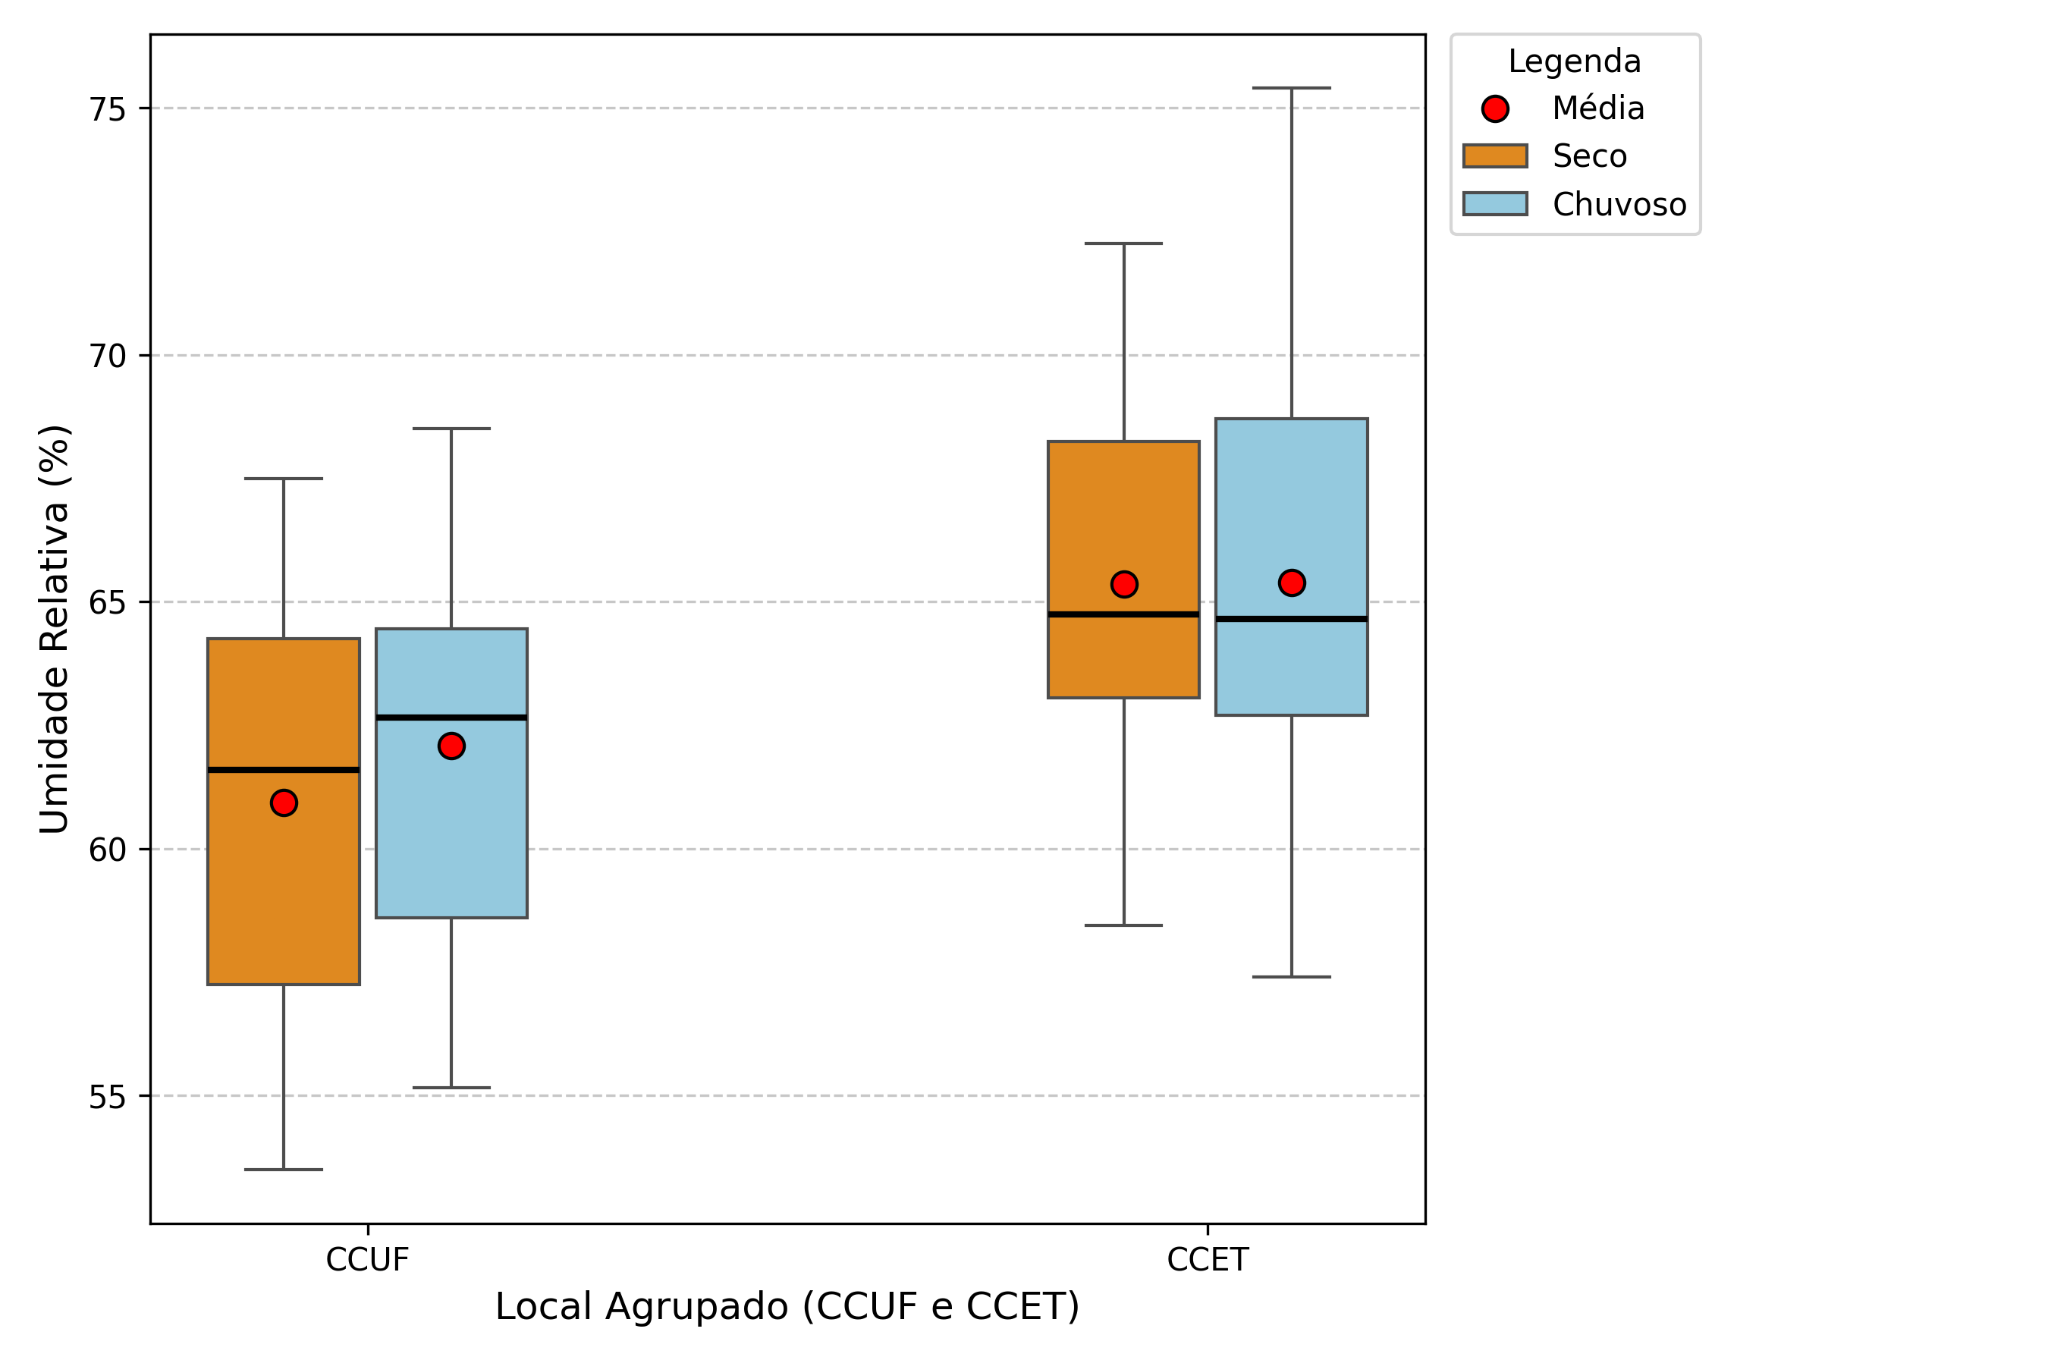 Legenda
Média
Seco
Chuvoso
Umidade Relativa (%)
75
70
65
60
55
CCUF
CCET
Local Agrupado (CCUF e CCET)